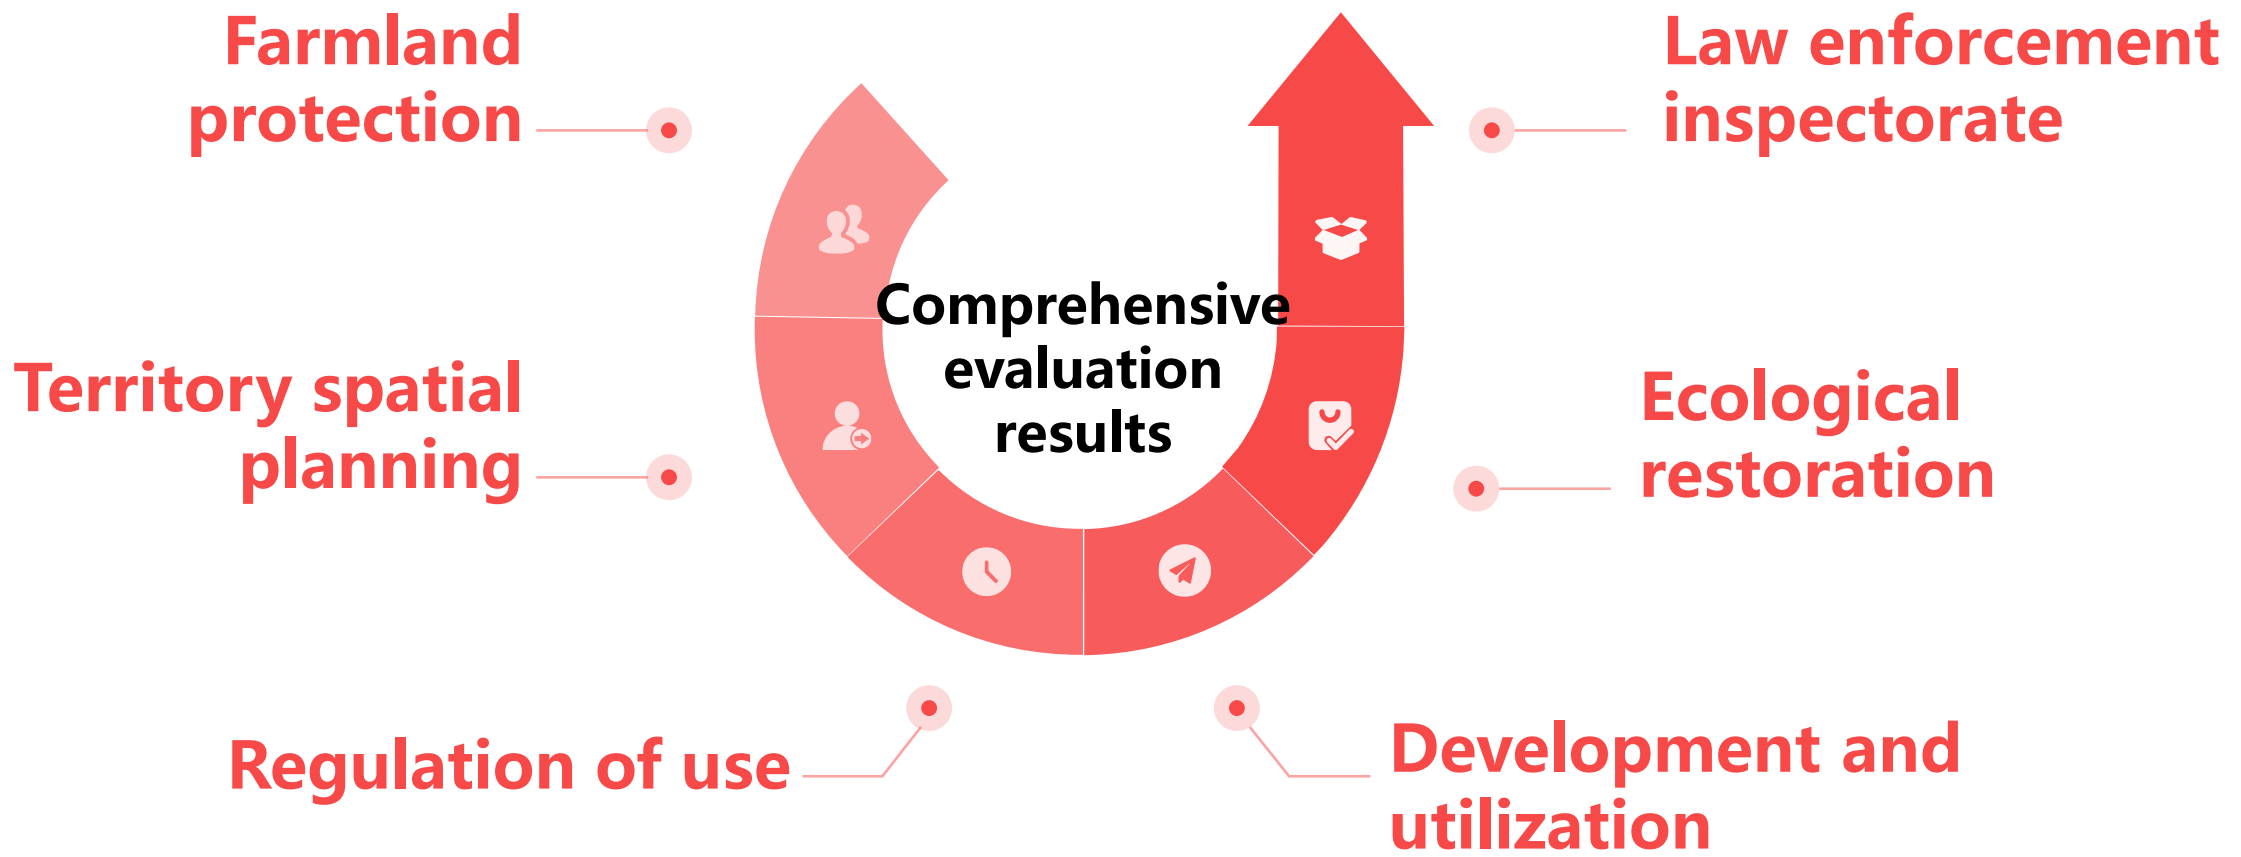 Farmland
protection
Territory spatial
planning
Regulation of use
Comprehensive
evaluation
results
Law enforcement
inspectorate
Ecological
restoration
Development and
utilization